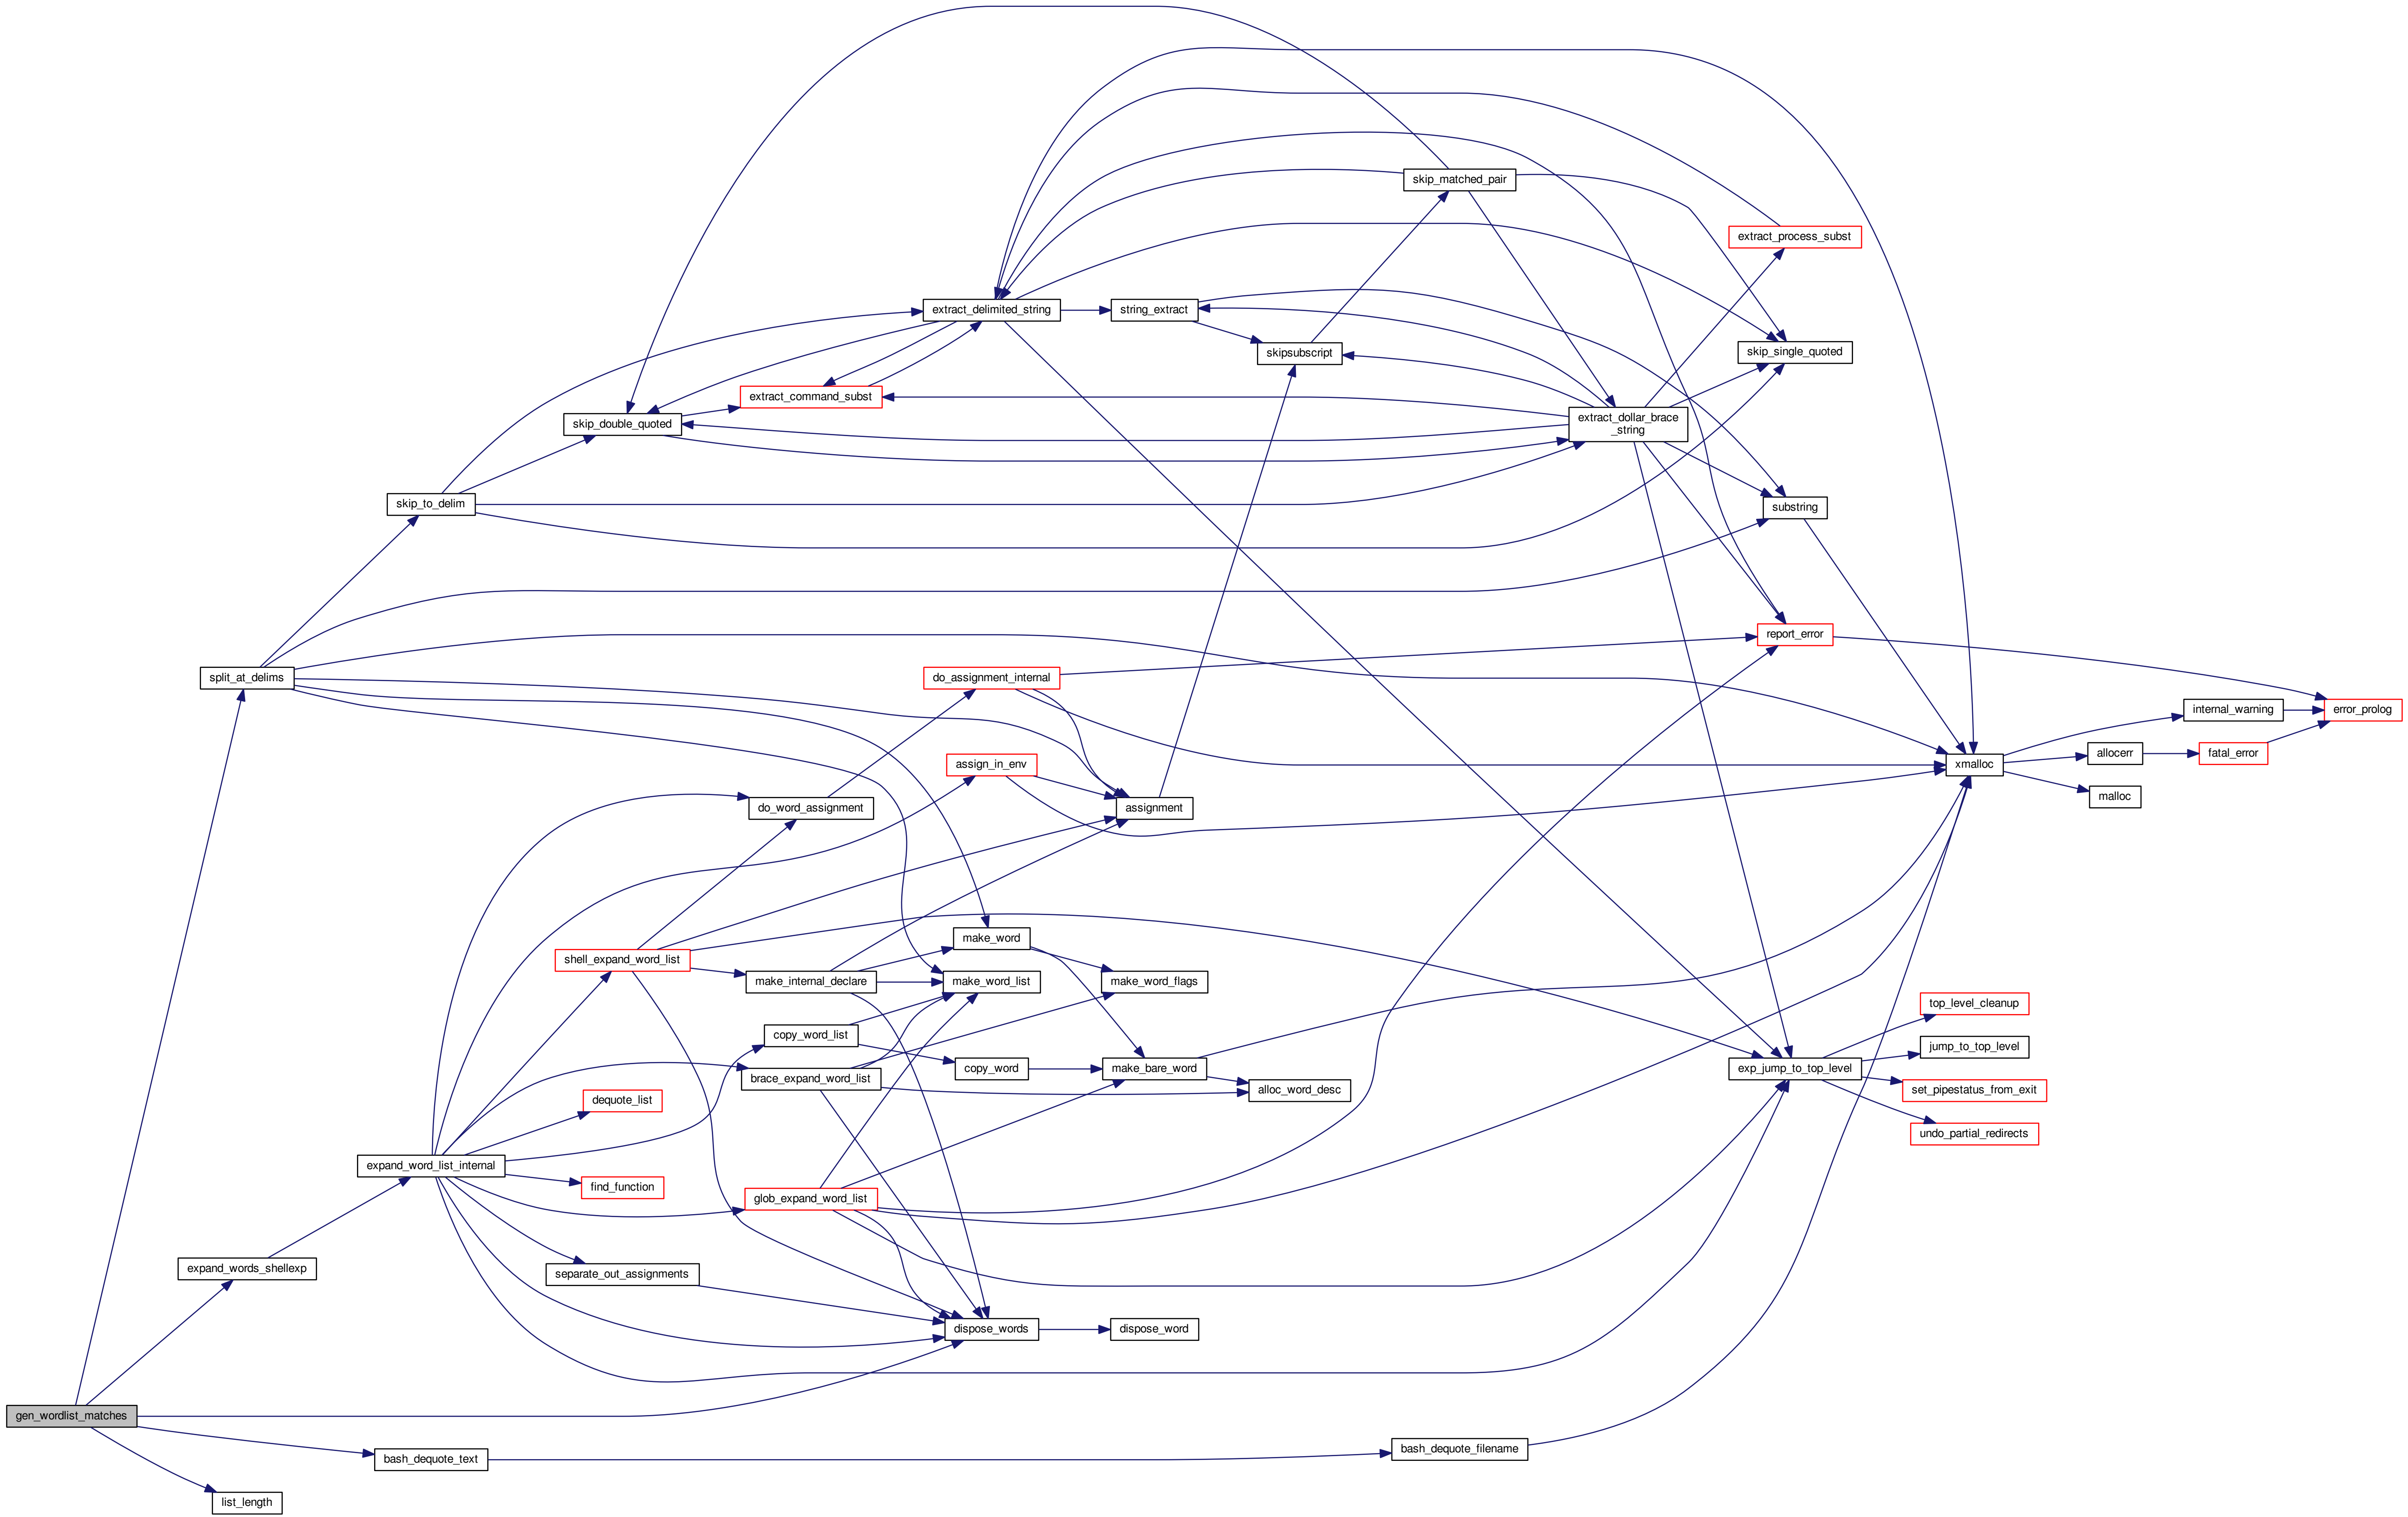 skip_matched_pair
extract_process_subst
extract_delimited_string
string_extract
skipsubscript
skip_single_quoted
extract_command_subst
skip_double_quoted
extract_dollar_brace
_string
skip_to_delim
substring
report_error
split_at_delims
do_assignment_internal
internal_warning
error_prolog
allocerr
fatal_error
assign_in_env
xmalloc
malloc
do_word_assignment
assignment
make_word
shell_expand_word_list
make_internal_declare
make_word_list
make_word_flags
top_level_cleanup
copy_word_list
jump_to_top_level
brace_expand_word_list
copy_word
make_bare_word
exp_jump_to_top_level
alloc_word_desc
set_pipestatus_from_exit
dequote_list
undo_partial_redirects
expand_word_list_internal
find_function
glob_expand_word_list
expand_words_shellexp
separate_out_assignments
dispose_words
dispose_word
gen_wordlist_matches
bash_dequote_text
bash_dequote_filename
list_length